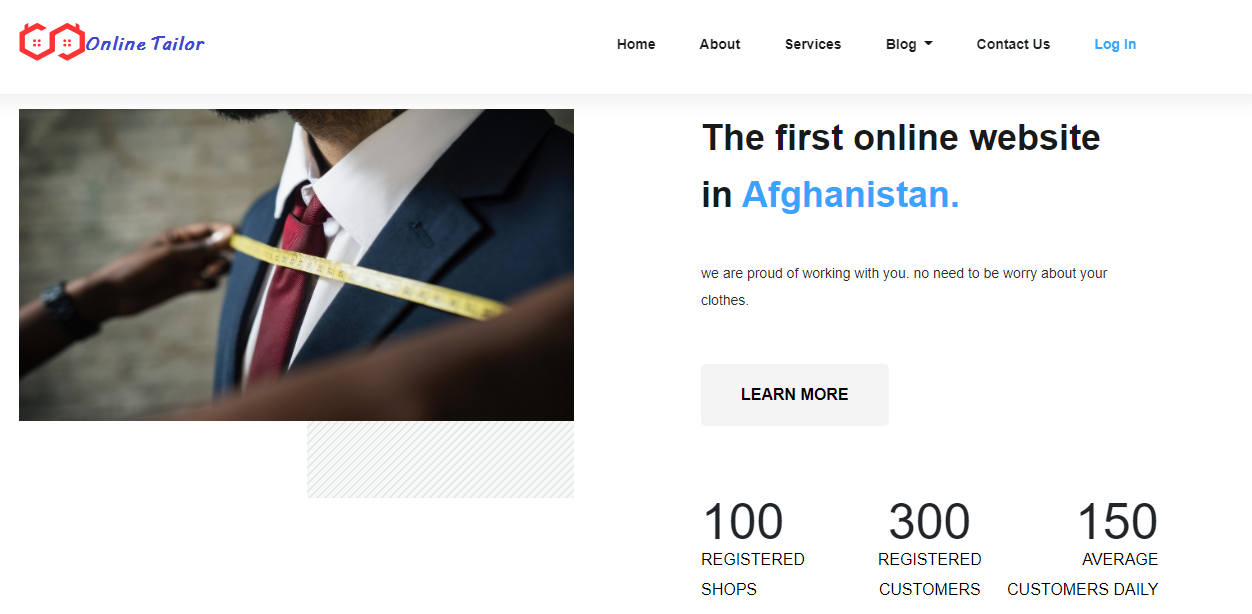 Online Tailor
Home About Services Blog Contact Us Log In
The first online website
in Afghanistan.
we are proud of working with you. no need to be worry about your
clothes.
LEARN MORE
100 300 150
REGISTERED REGISTERED AVERAGE
SHOPS CUSTOMERS CUSTOMERS DAILY